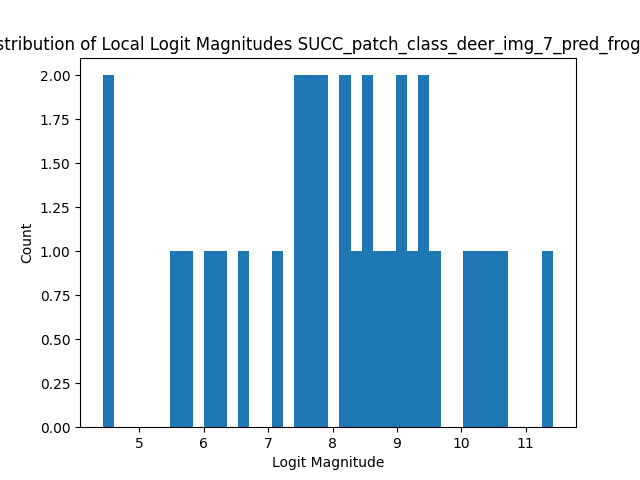 stribution of Local Logit Magnitudes SUCC_patch_class_deer_img_7_pred_frog
2.00
1.75
1.50
1.25
1.00
0.75
0.50
0.25
0.00
Count
5 6 7 8 9 10 11
Logit Magnitude